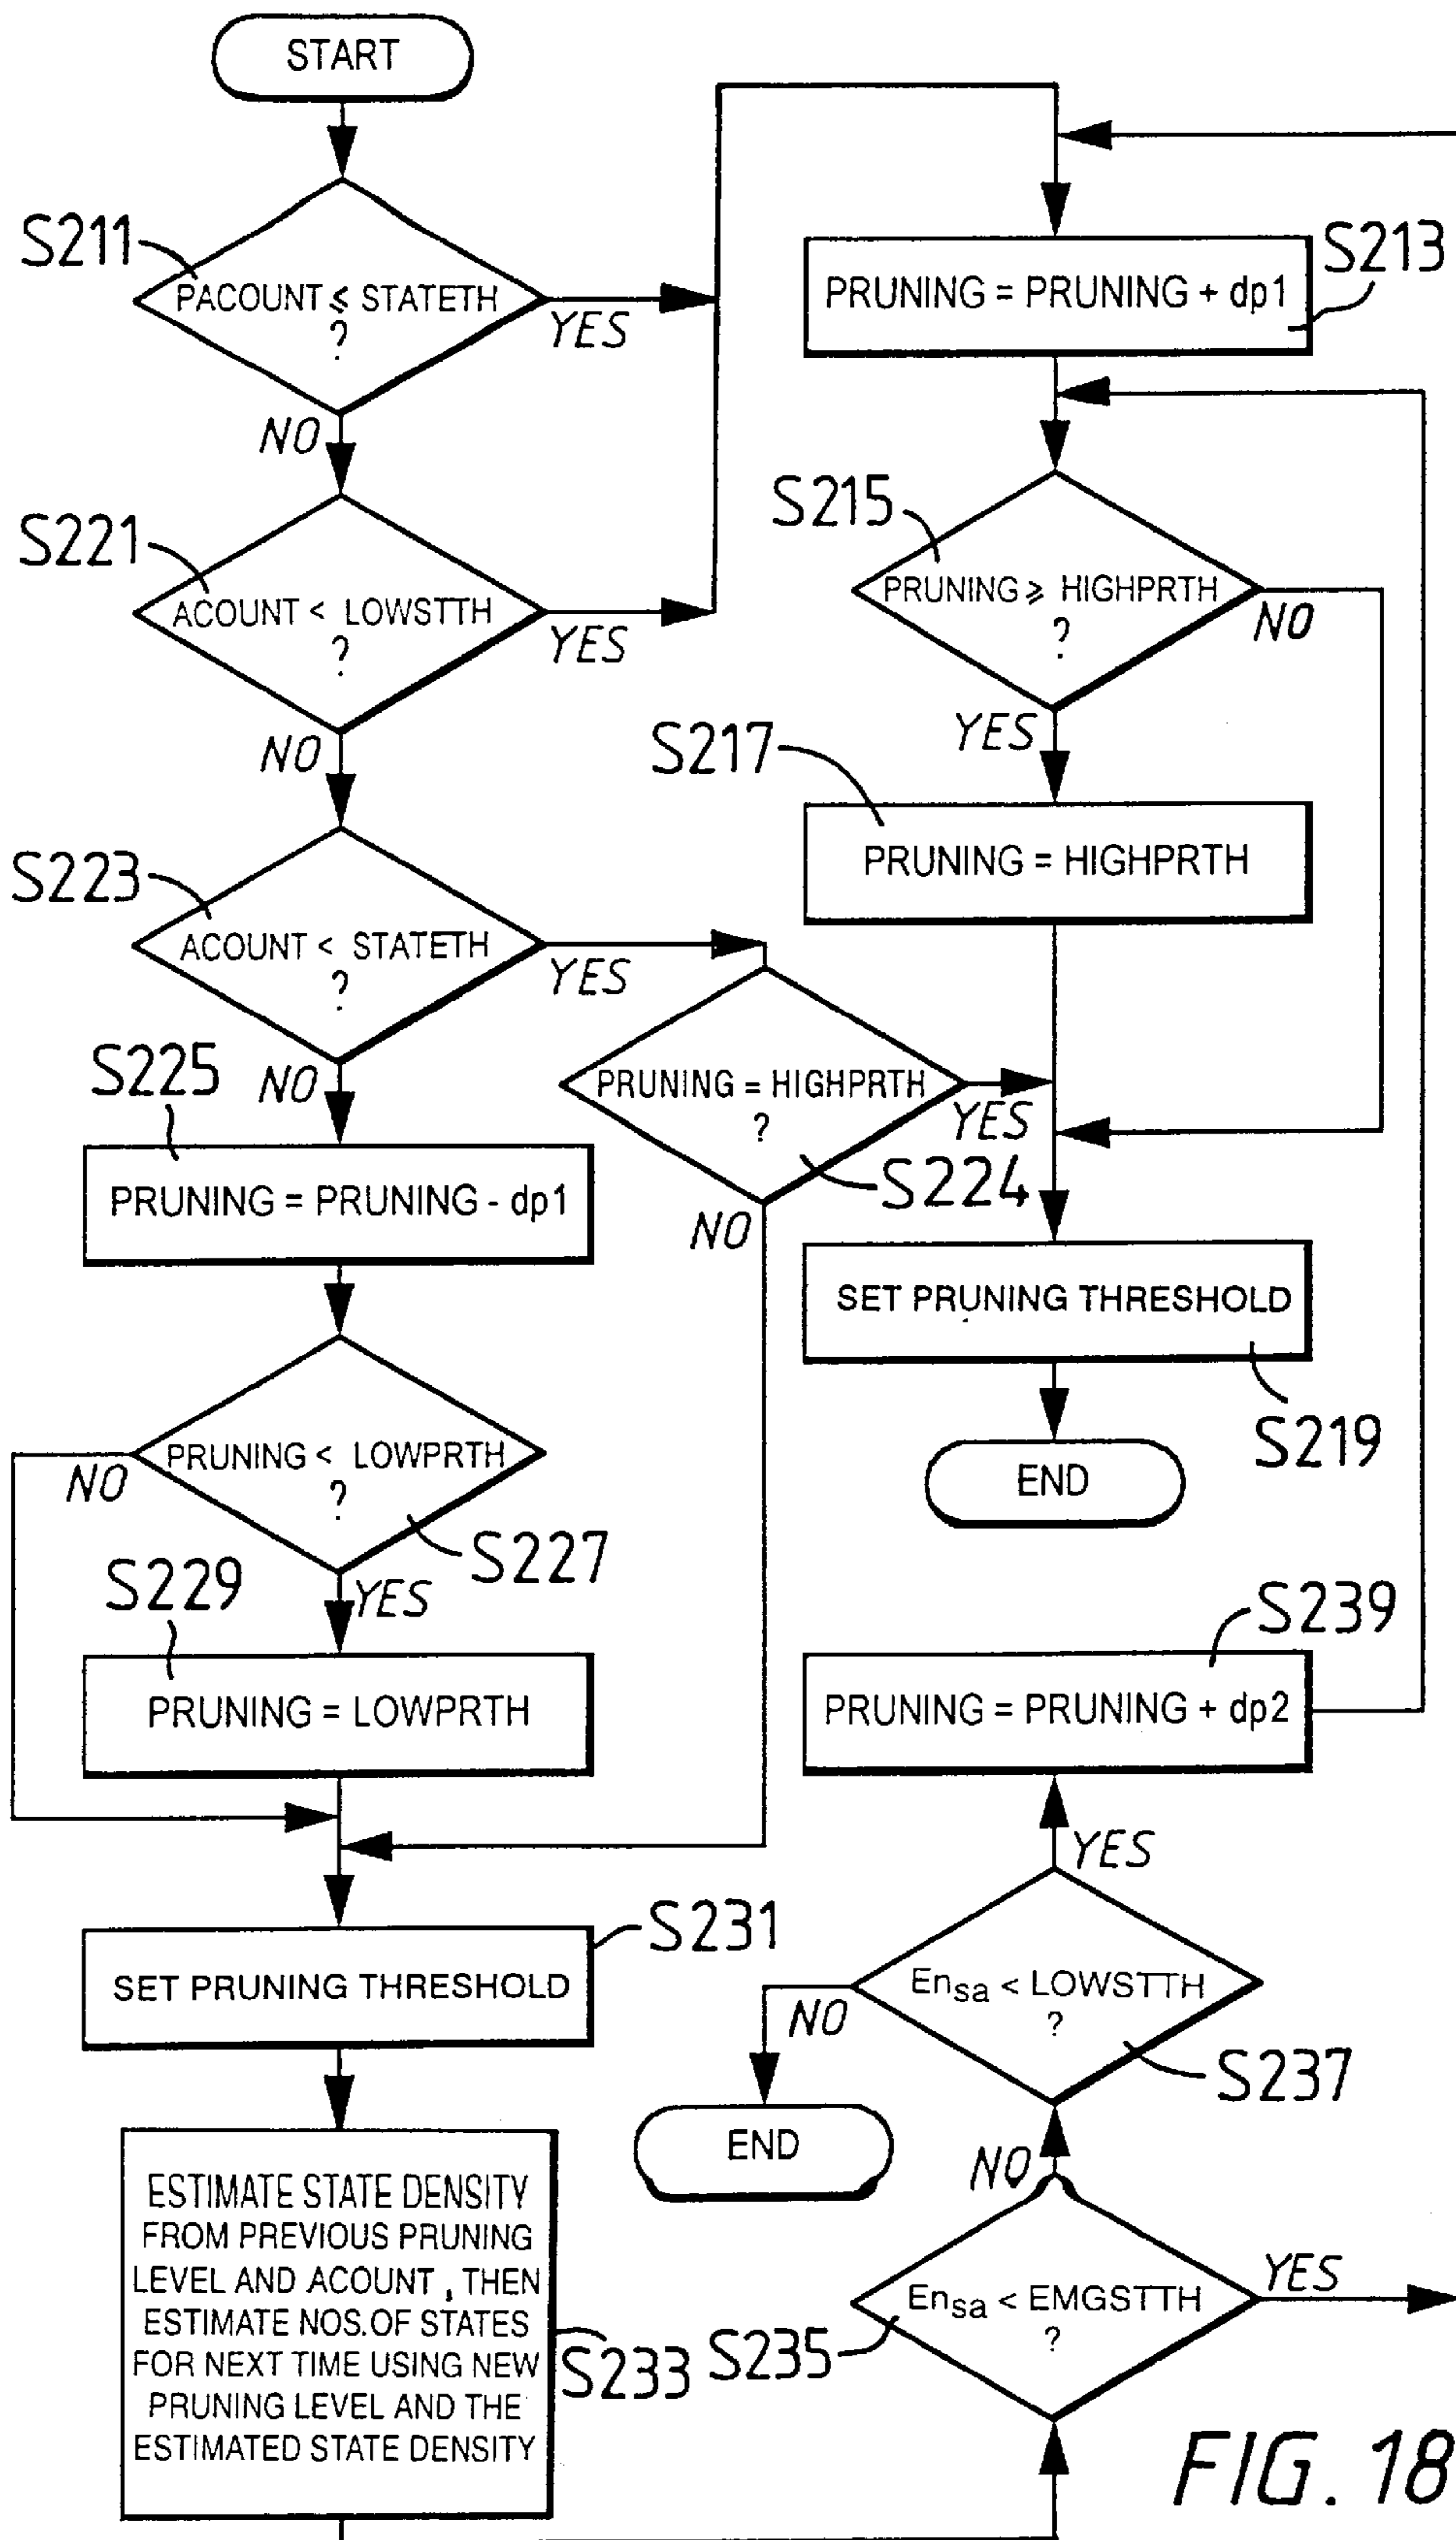 START
S211
PACOUNT ⩽ STATETH
?
YES
NO
S221
ACOUNT < LOWSTTH
?
YES
NO
S223
ACOUNT < STATETH
?
YES
NO
S225
PRUNING = PRUNING - dp1
PRUNING < LOWPRTH
?
NO
S227
YES
S229
PRUNING = LOWPRTH
S231
SET PRUNING THRESHOLD
ESTIMATE STATE DENSITY
FROM PREVIOUS PRUNING
LEVEL AND ACOUNT, THEN
ESTIMATE NOS.OF STATES
FOR NEXT TIME USING NEW
PRUNING LEVEL AND THE
ESTIMATED STATE DENSITY
S233
S213
PRUNING = PRUNING + dp1
S215
PRUNING ⩾ HIGHPRTH
?
NO
YES
S217
PRUNING = HIGHPRTH
PRUNING = HIGHPRTH
?
YES
S224
NO
SET PRUNING THRESHOLD
S219
END
S239
PRUNING = PRUNING + dp2
YES
En_sa < LOWSTTH
?
NO
S237
END
NO
En_sa < EMGSTTH
?
YES
S235
FIG. 18